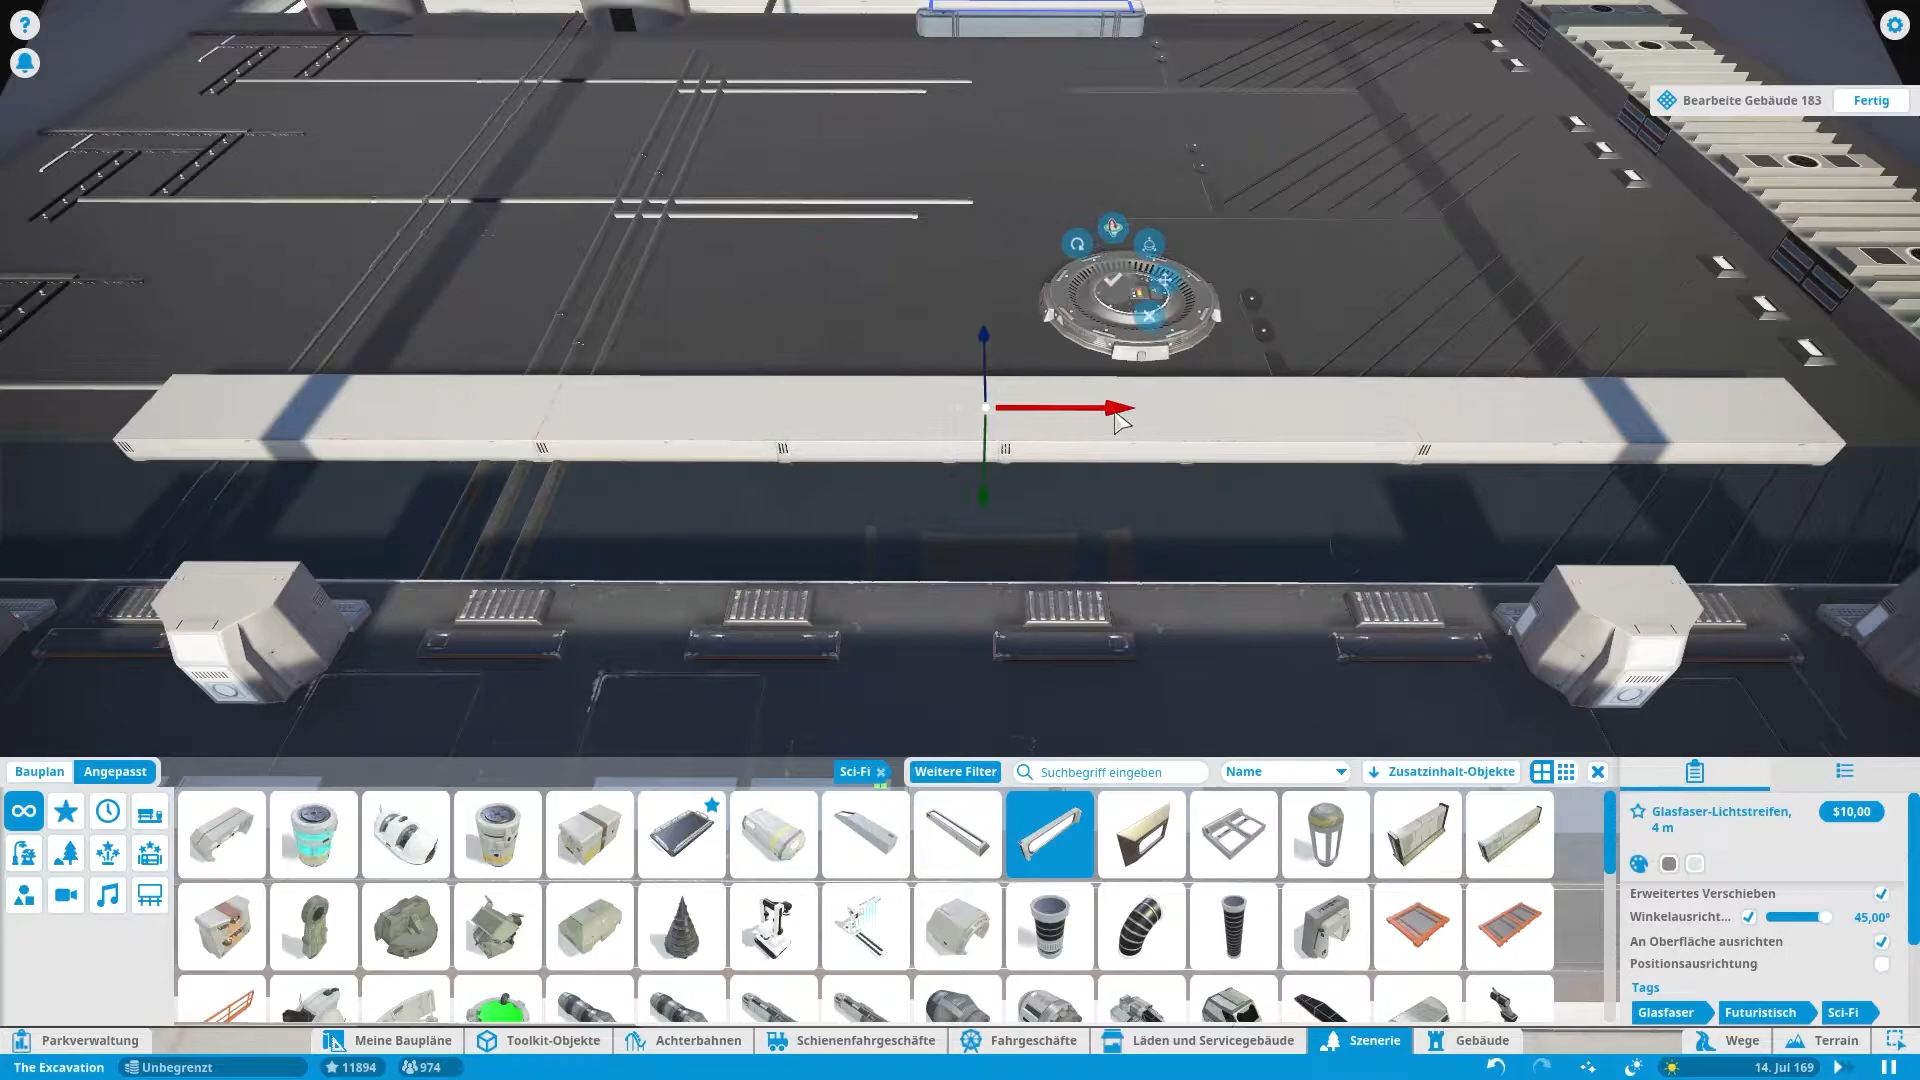 ?
Bearbeite Gebäude 183
Fertig
Bauplan
Angepasst
Sci-Fi ×
Weitere Filter
Suchbegriff eingeben
Name
Zusatzinhalt-Objekte
Glasfaser-Lichtstreifen,
4 m
$10,00
Erweitertes Verschieben
Winkelausricht...
45,00°
An Oberfläche ausrichten
Positionsausrichtung
Tags
Glasfaser
Futuristisch
Sci-Fi
Parkverwaltung
Meine Baupläne
Toolkit-Objekte
Achterbahnen
Schienenfahrgeschäfte
Fahrgeschäfte
Läden und Servicegebäude
Szenerie
Gebäude
Wege
Terrain
The Excavation
Unbegrenzt
11894
974
14. Jul 169